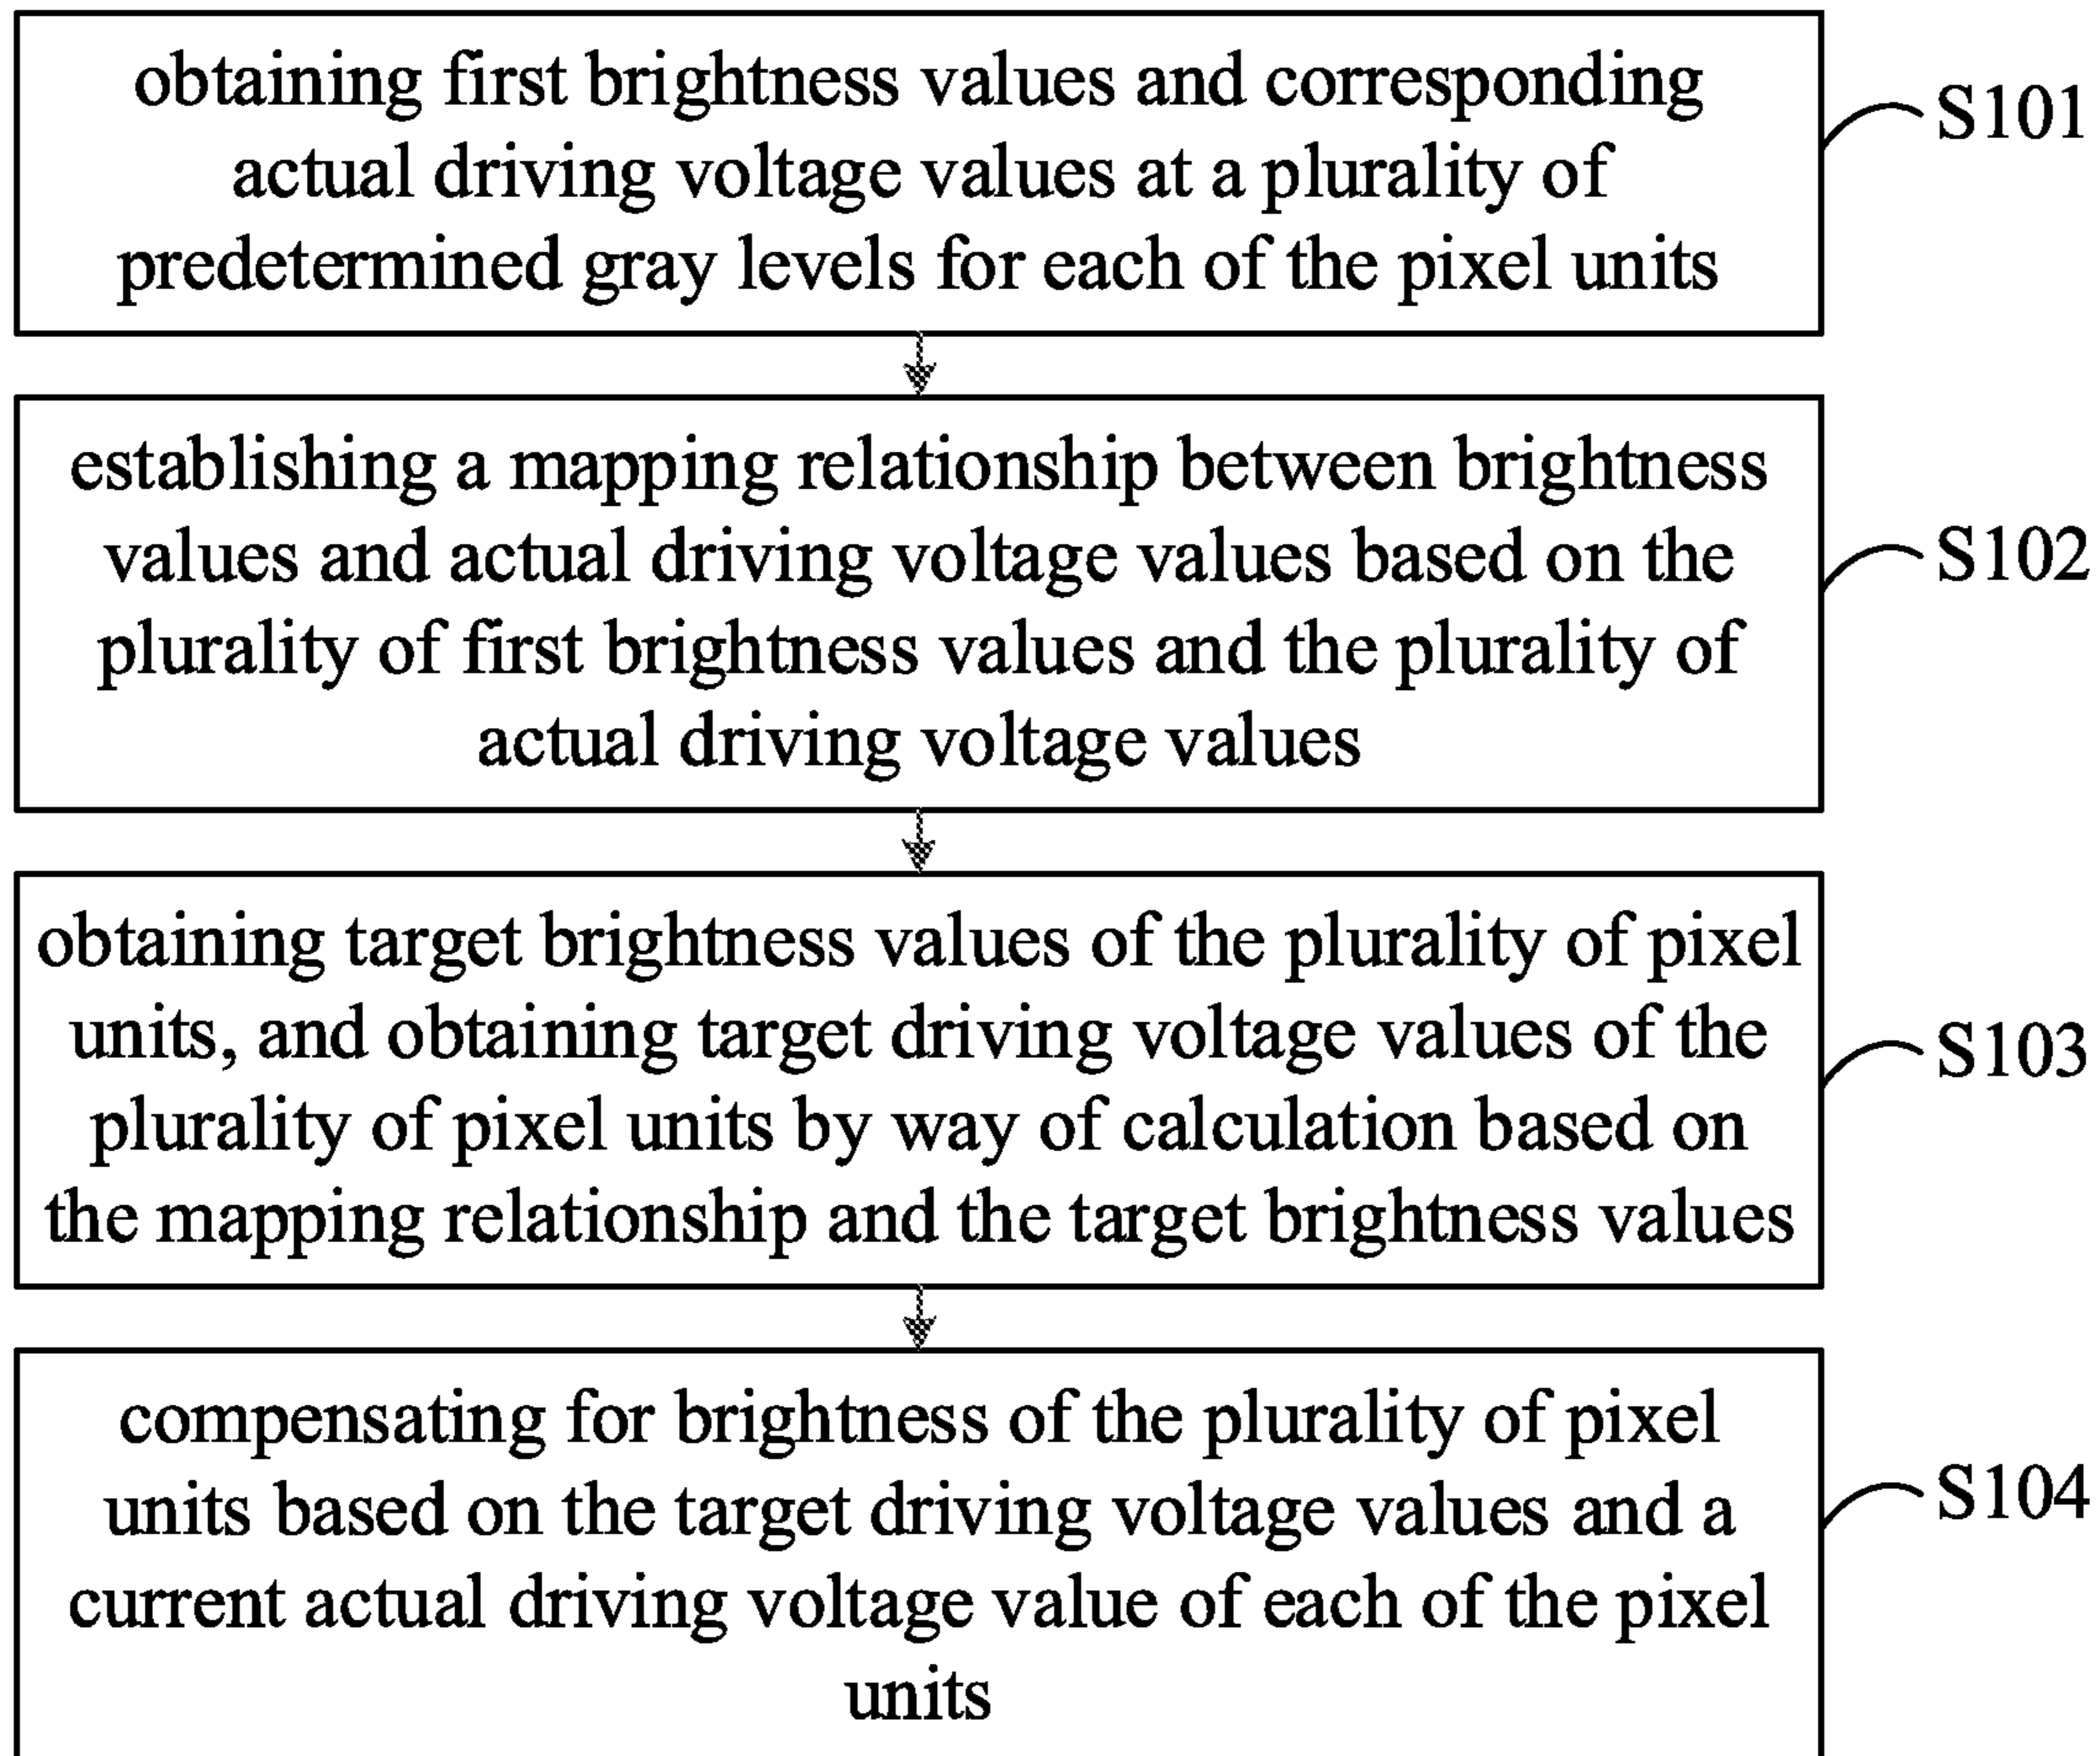 obtaining first brightness values and corresponding
actual driving voltage values at a plurality of
predetermined gray levels for each of the pixel units
S101
establishing a mapping relationship between brightness
values and actual driving voltage values based on the
plurality of first brightness values and the plurality of
actual driving voltage values
S102
obtaining target brightness values of the plurality of pixel
units, and obtaining target driving voltage values of the
plurality of pixel units by way of calculation based on
the mapping relationship and the target brightness values
S103
compensating for brightness of the plurality of pixel
units based on the target driving voltage values and a
current actual driving voltage value of each of the pixel
units
S104